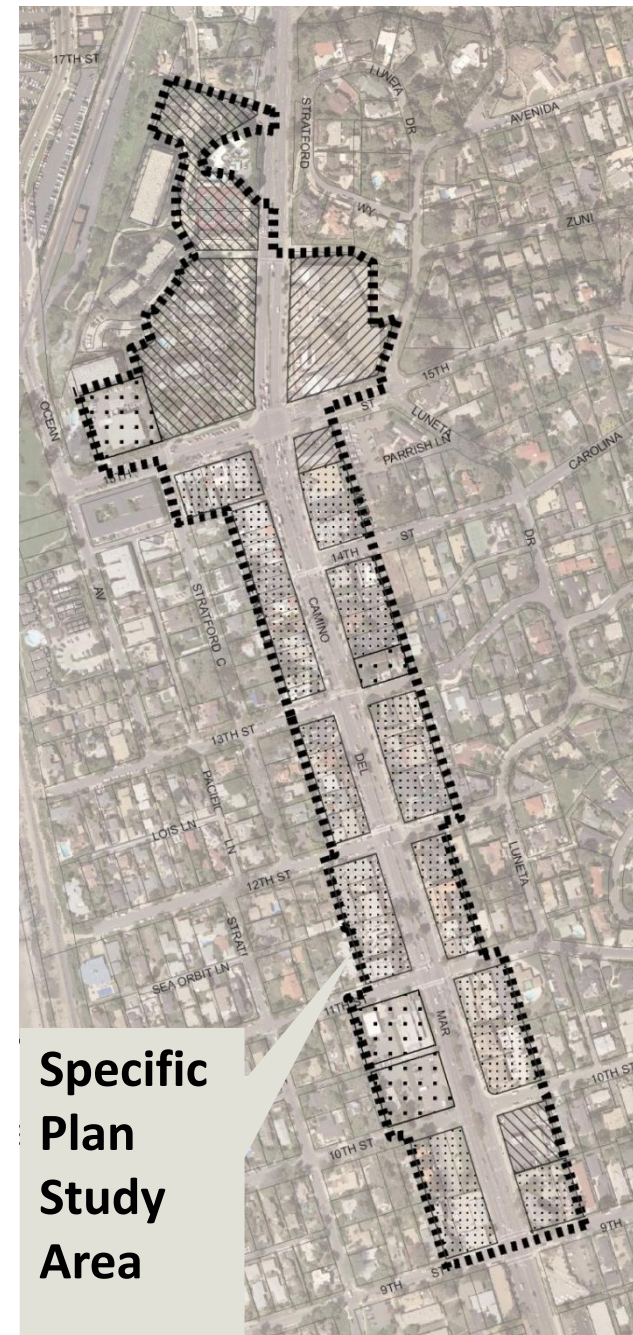 17TH ST
LUNETA
DR
STRATFORD
AVENIDA
WY
ZUNI
15TH
ST
OCEAN
LUNETA
PARRISH LN
CAROLINA
15TH
ST
14TH
DR
AV
STRATFORD C
CAMINO
13TH ST
DEL
PACIFIC
LN
LOIS LN
LUNETA
12TH ST
STRATF
SEA ORBIT LN
11TH S
MAR
Specific
Plan
Study
Area
10TH ST
10TH ST
9TH
ST
9TH